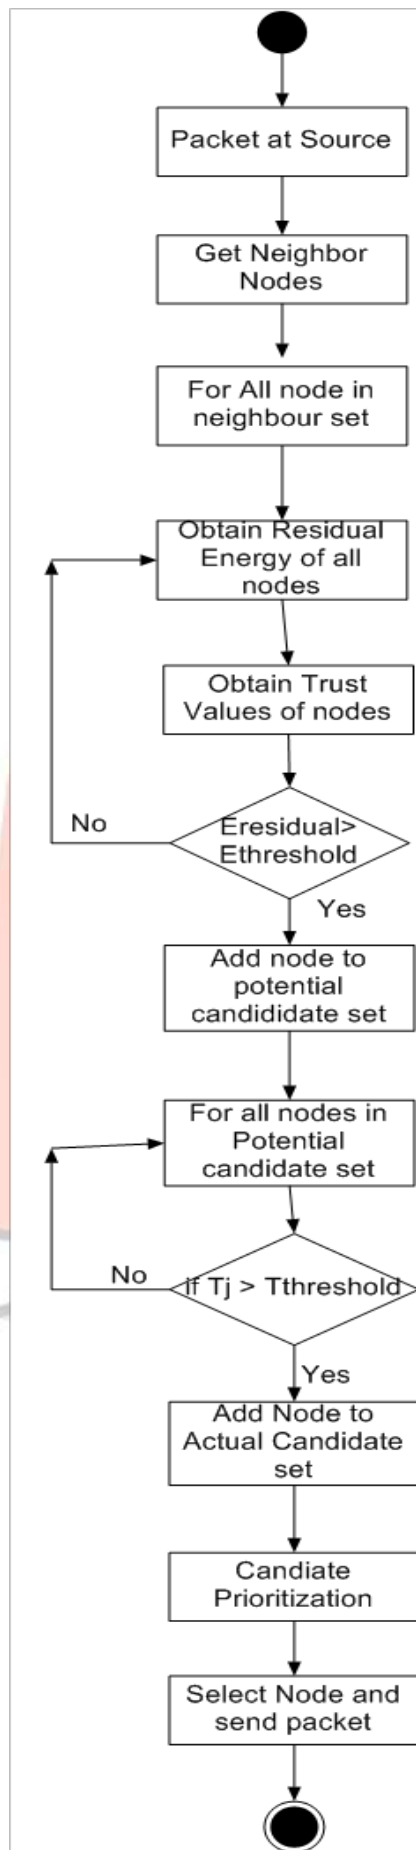 Packet at Source
Get Neighbor
Nodes
For All node in
neighbour set
Obtain Residual
Energy of all
nodes
Obtain Trust
Values of nodes
Eresidual>
Ethreshold
No
Yes
Add node to
potential
candididate set
For all nodes in
Potential
candidate set
if Tj > Tthreshold
No
Yes
Add Node to
Actual Candidate
set
Candiate
Prioritization
Select Node and
send packet